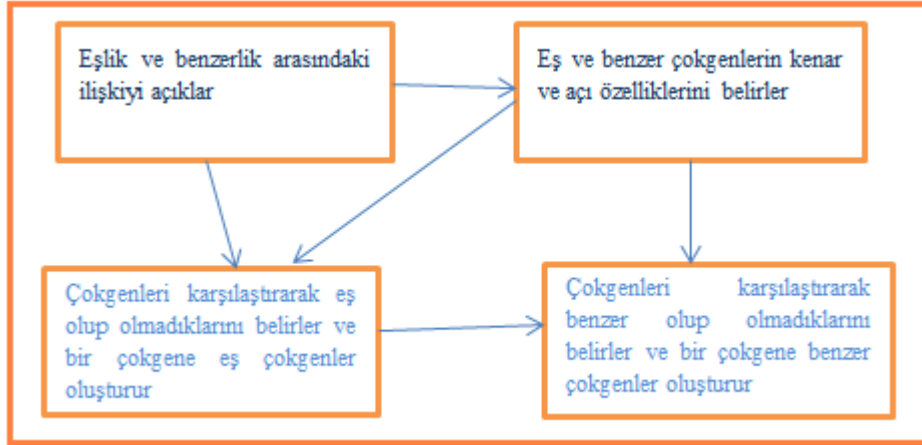 Eşlik ve benzerlik arasındaki
ilişkiyi açıklar
Eş ve benzer çokgenlerin kenar
ve açı özelliklerini belirler
Çokgenleri karşılaştırarak eş
olup olmadıklarını belirler ve
bir çokgene eş çokgenler
oluşturur
Çokgenleri karşılaştırarak
benzer olup olmadıklarını
belirler ve bir çokgene benzer
çokgenler oluşturur